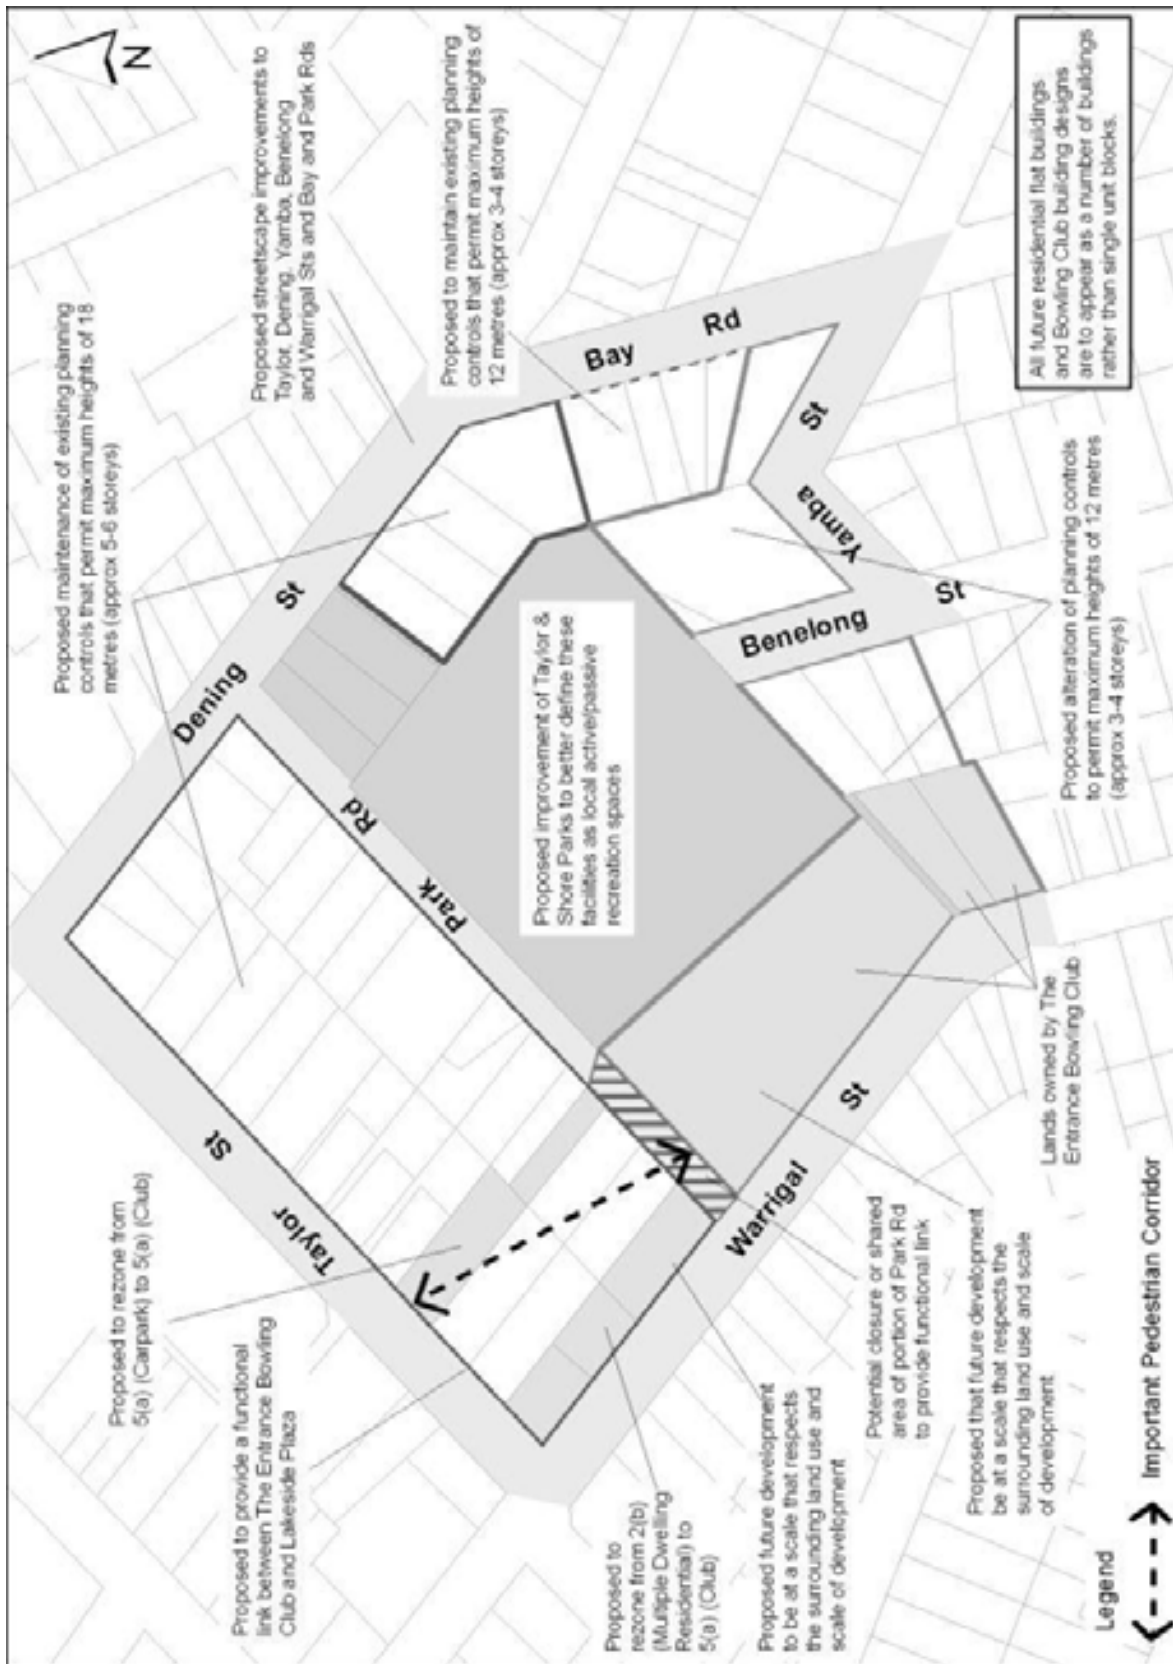 N
Proposed maintenance of existing planning
controls that permit maximum heights of 18
metres (approx 5-6 storeys)
Proposed streetscape improvements to
Taylor, Dening, Yamba, Benelong
and Warrigal Sts and Bay and Park Rds
Proposed to maintain existing planning
controls that permit maximum heights of
12 metres (approx 3-4 storeys)
All future residential flat buildings
and Bowling Club building designs
are to appear as a number of buildings
rather than single unit blocks.
Proposed alteration of planning controls
to permit maximum heights of 12 metres
(approx 3-4 storeys)
Proposed improvement of Taylor &
Shore Parks to better define these
facilities as local active/passive
recreation spaces
Dening St
Bay Rd
Yamba St
Benelong St
Park Rd
Taylor St
Warrigal St
Proposed to rezone from
5(a) (Carpark) to 5(a) (Club)
Proposed to provide a functional
link between The Entrance Bowling
Club and Lakeside Plaza
Proposed to
rezone from 2(b)
(Multiple Dwelling
Residential) to
5(a) (Club)
Proposed future development
to be at a scale that respects
the surrounding land use and
scale of development
Potential closure or shared
area of portion of Park Rd
to provide functional link
Proposed that future development
be at a scale that respects the
surrounding land use and scale
of development
Lands owned by The
Entrance Bowling Club
Legend
Important Pedestrian Corridor